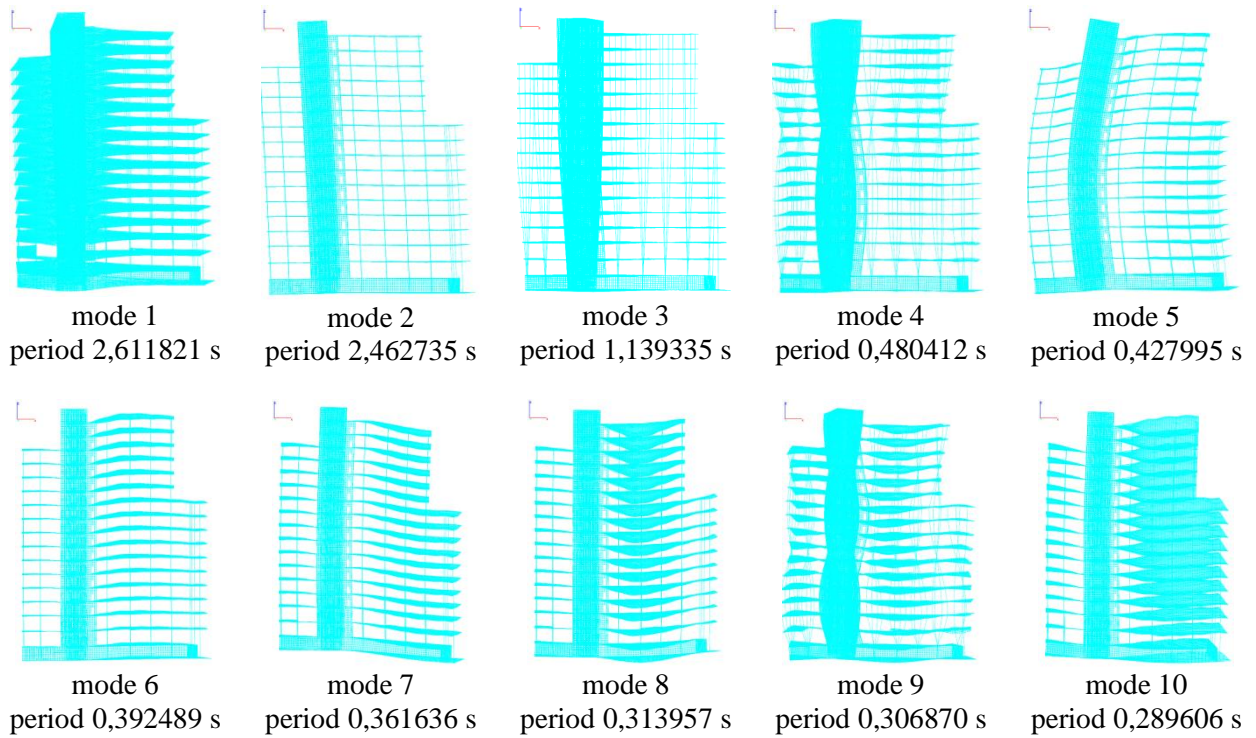 mode 1
period 2,611821 s
mode 2
period 2,462735 s
mode 3
period 1,139335 s
mode 4
period 0,480412 s
mode 5
period 0,427995 s
mode 6
period 0,392489 s
mode 7
period 0,361636 s
mode 8
period 0,313957 s
mode 9
period 0,306870 s
mode 10
period 0,289606 s